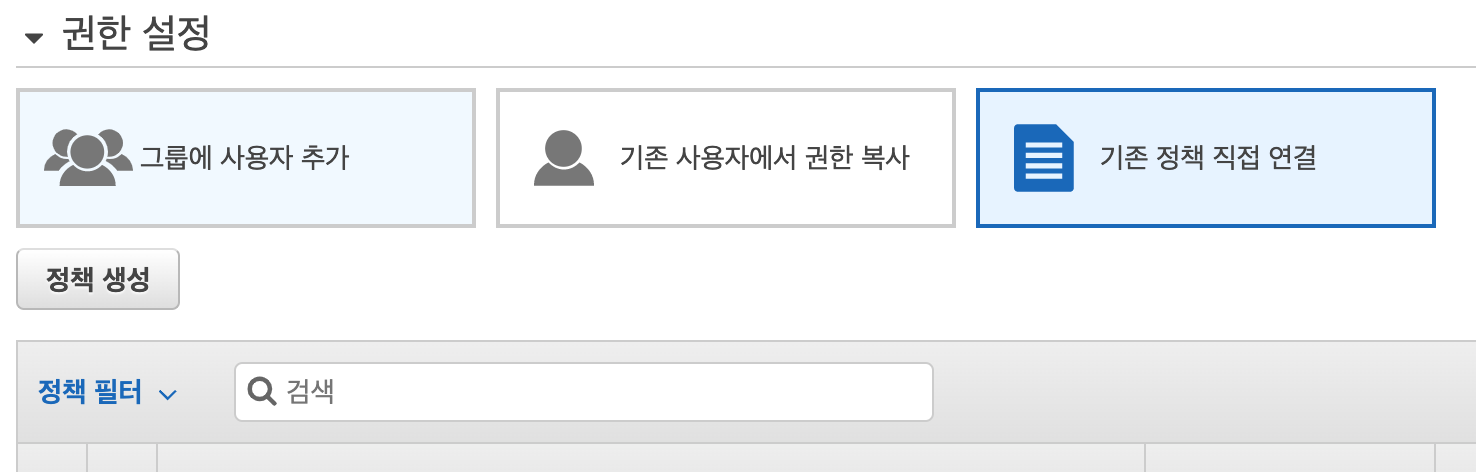 권한 설정
그룹에 사용자 추가
기존 사용자에서 권한 복사
기존 정책 직접 연결
정책 생성
정책 필터
검색